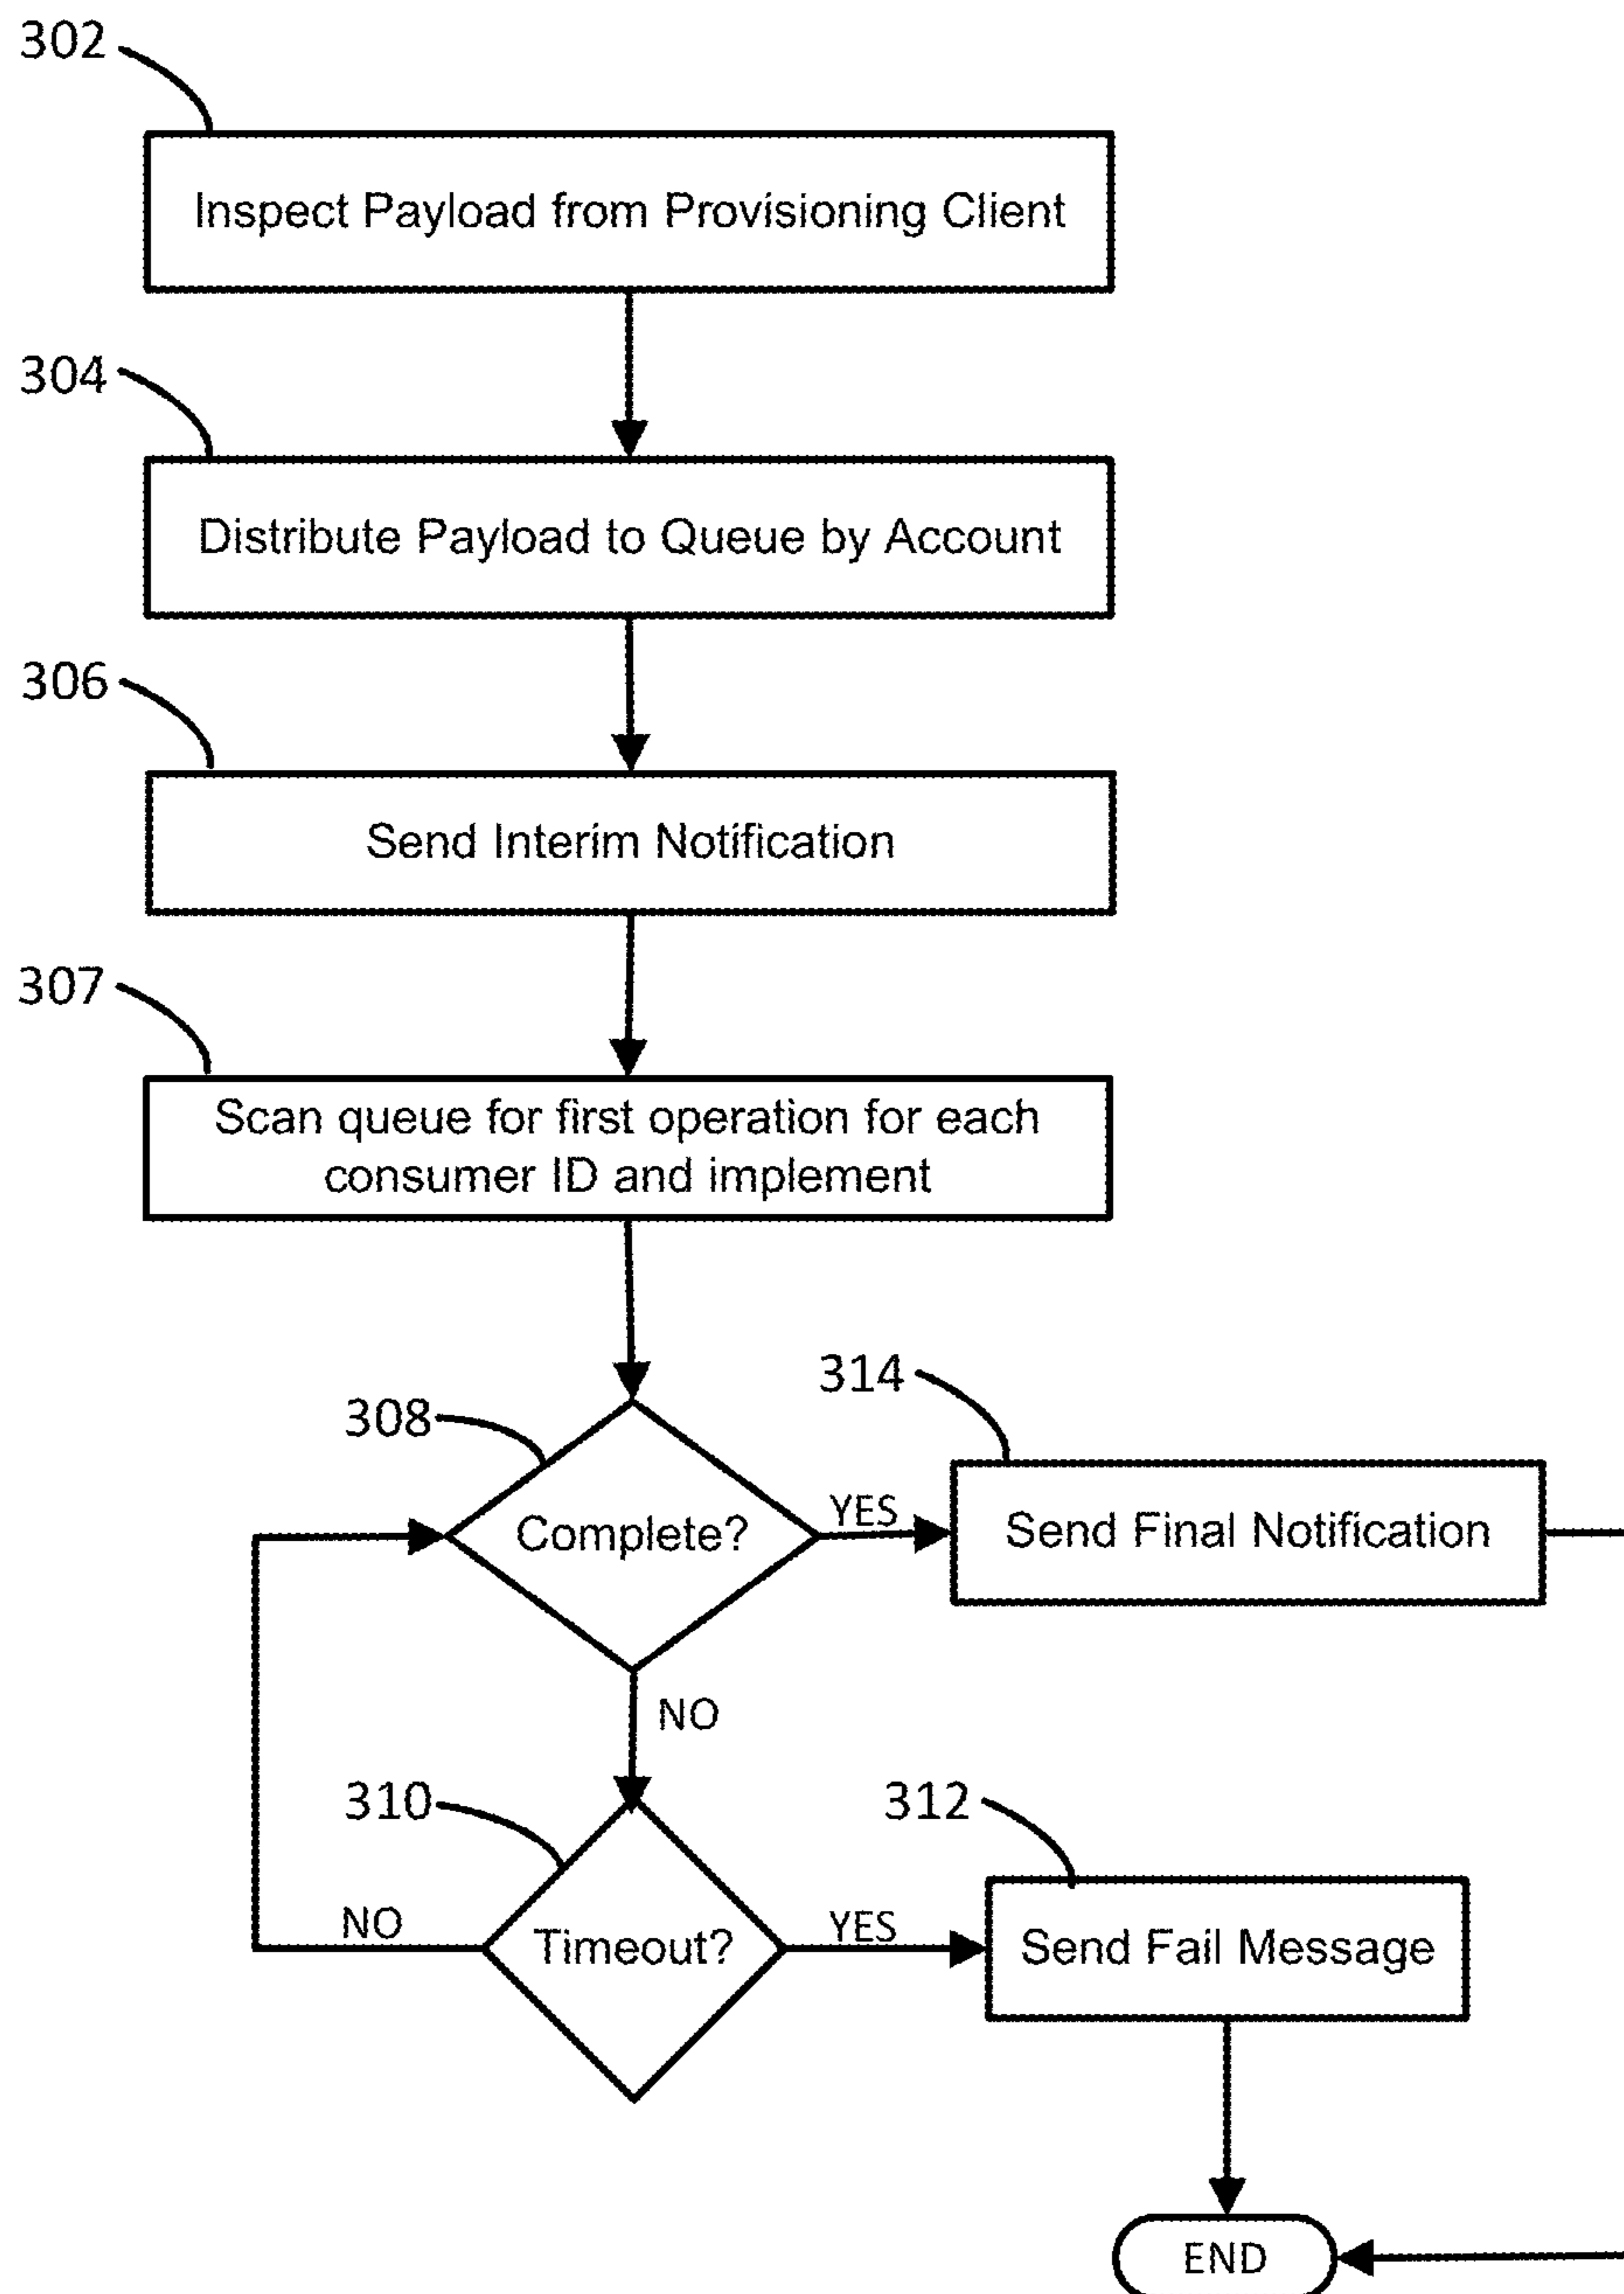 302
Inspect Payload from Provisioning Client
304
Distribute Payload to Queue by Account
306
Send Interim Notification
307
Scan queue for first operation for each
consumer ID and implement
308
Complete?
YES
314
Send Final Notification
NO
310
Timeout?
NO
YES
312
Send Fail Message
END